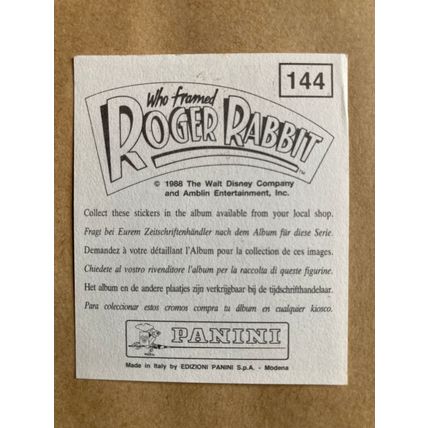 144
Who Framed
ROGER RABBIT
™
© 1988 The Walt Disney Company
and Amblin Entertainment, Inc.
Collect these stickers in the album available from your local shop.
Fragt bei Eurem Zeitschriftenhändler nach dem Album für diese Serie.
Demandez à votre détaillant l'Album pour la collection de ces images.
Chiedete al vostro rivenditore l'album per la raccolta di queste figurine.
Het album en de andere plaatjes zijn verkrijgbaar bij de tijdschrifthandelaar.
Para coleccionar estos cromos compra tu álbum en cualquier kiosco.
PANINI
Made in Italy by EDIZIONI PANINI S.p.A. - Modena